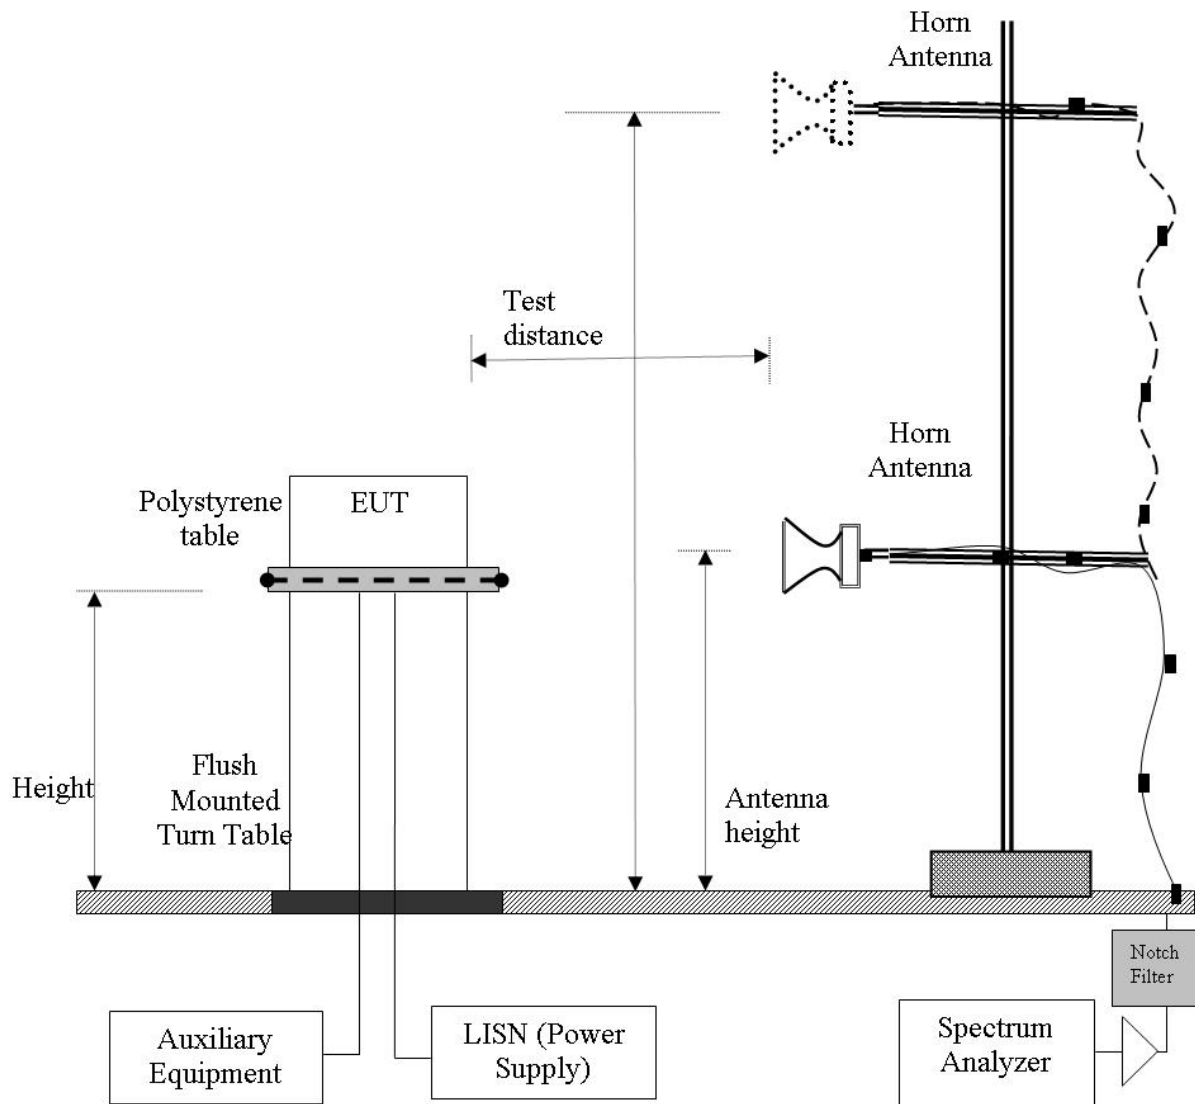 Horn
Antenna
Test
distance
Horn
Antenna
Polystyrene
table
EUT
Height
Flush
Mounted
Turn Table
Antenna
height
Notch
Filter
Auxiliary
Equipment
LISN (Power
Supply)
Spectrum
Analyzer